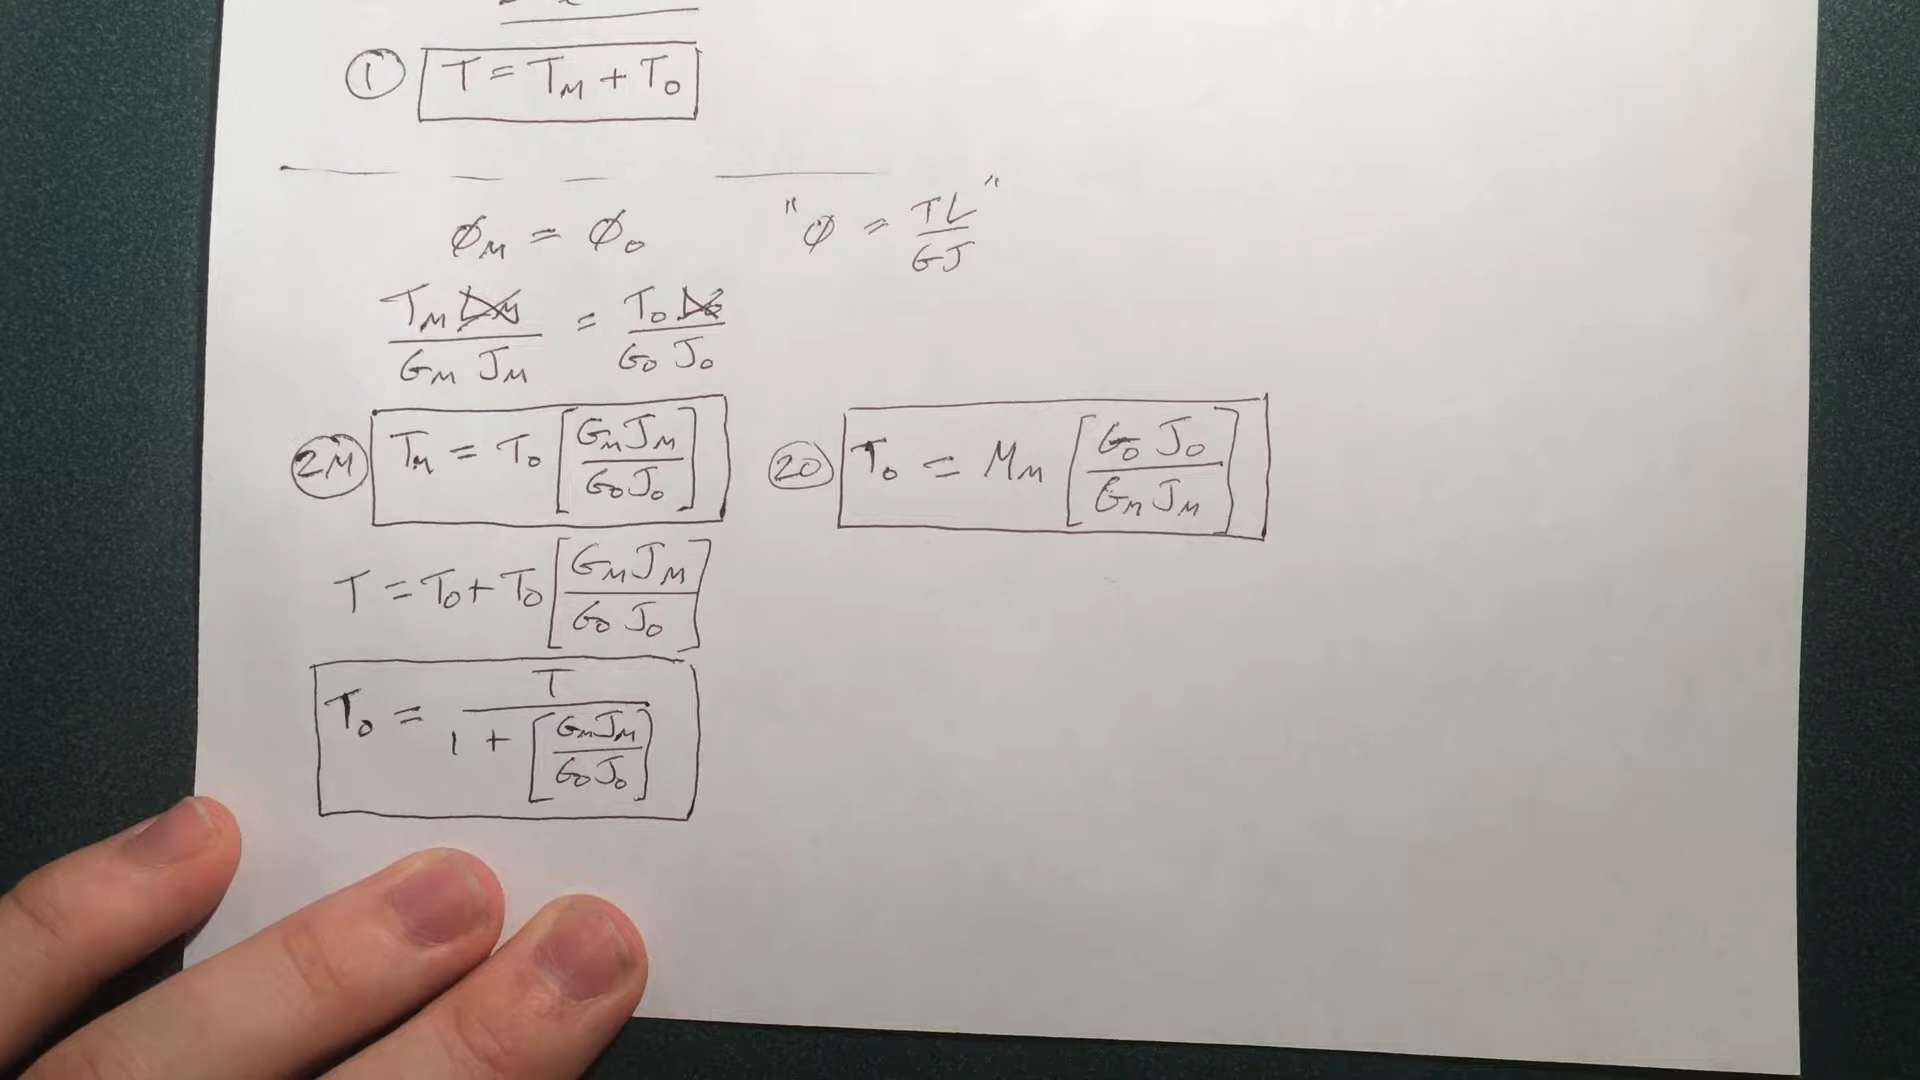 ① T = T_M + T_O
Ø_M = Ø_O " Ø = TL / GJ "
T_M L_M / G_M J_M = T_O L_O / G_O J_O
2M T_M = T_O [ G_M J_M / G_O J_O ] 2O T_O = M_M [ G_O J_O / G_M J_M ]
T = T_O + T_O [ G_M J_M / G_O J_O ]
T_O = T / 1 + [ G_M J_M / G_O J_O ]